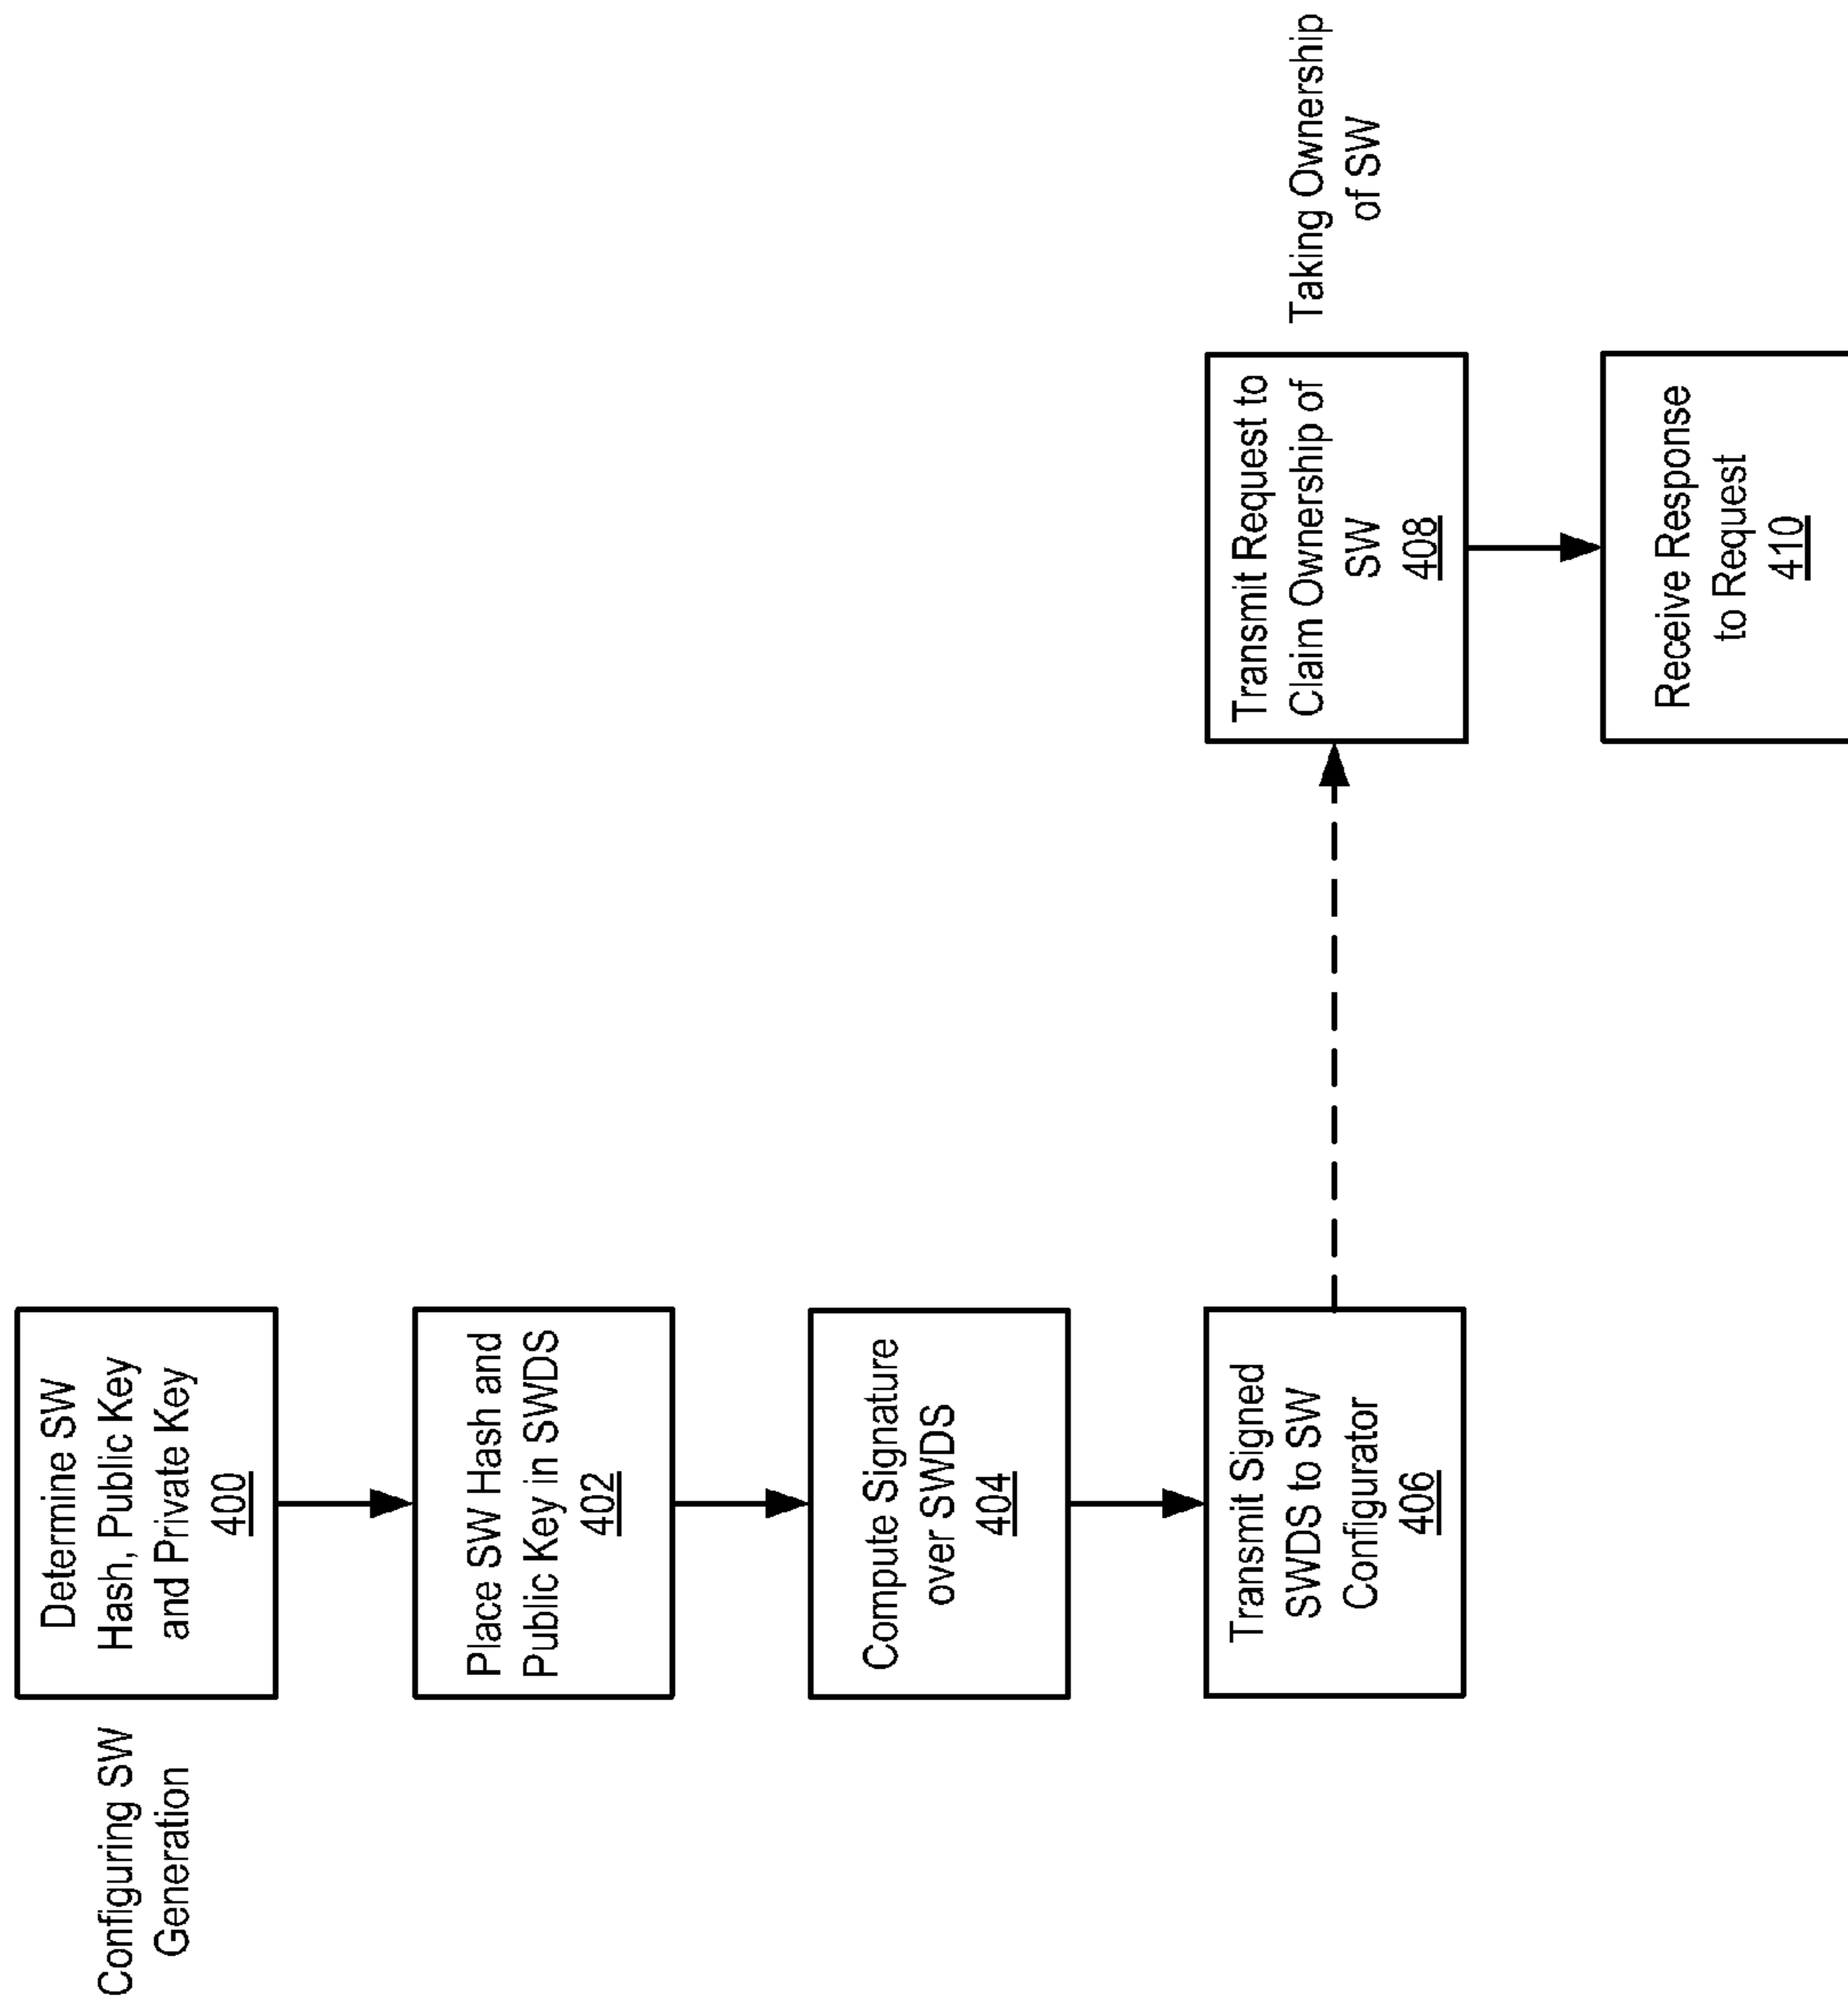 Configuring SW
Generation
Determine SW
Hash, Public Key
and Private Key
400
Place SW Hash and
Public Key in SWDS
402
Compute Signature
over SWDS
404
Transmit Signed
SWDS to SW
Configurator
406
Taking Ownership
of SW
Transmit Request to
Claim Ownership of
SW
408
Receive Response
to Request
410